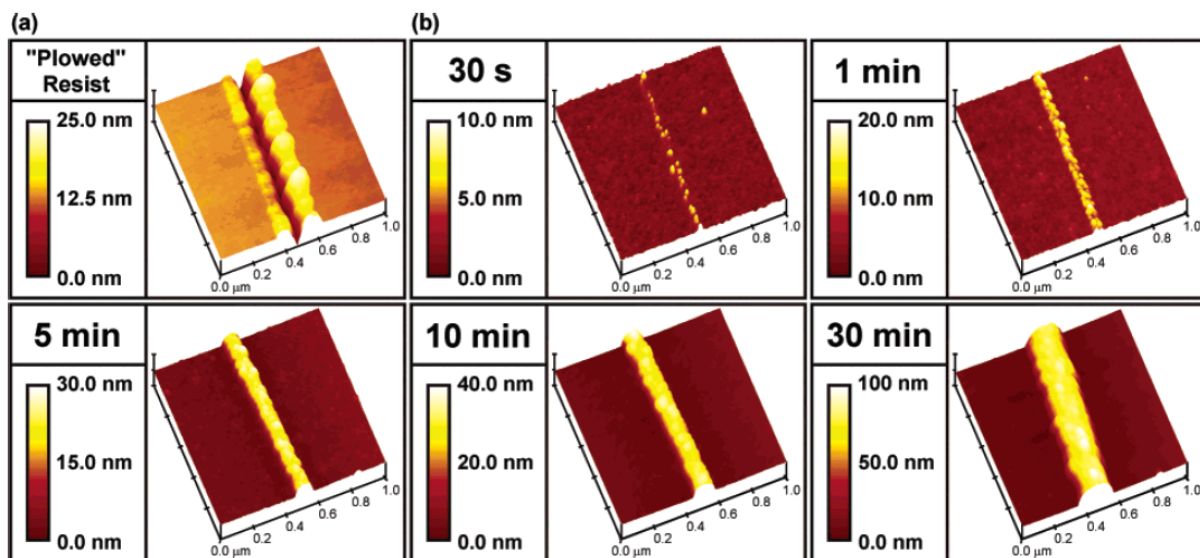 (a)
"Plowed"
Resist
25.0 nm
12.5 nm
0.0 nm
0.0 μm
0.2
0.4
0.6
0.8
1.0
(b)
30 s
10.0 nm
5.0 nm
0.0 nm
0.0 μm
0.2
0.4
0.6
0.8
1.0
1 min
20.0 nm
10.0 nm
0.0 nm
0.0 μm
0.2
0.4
0.6
0.8
1.0
5 min
30.0 nm
15.0 nm
0.0 nm
0.0 μm
0.2
0.4
0.6
0.8
1.0
10 min
40.0 nm
20.0 nm
0.0 nm
0.0 μm
0.2
0.4
0.6
0.8
1.0
30 min
100 nm
50.0 nm
0.0 nm
0.0 μm
0.2
0.4
0.6
0.8
1.0